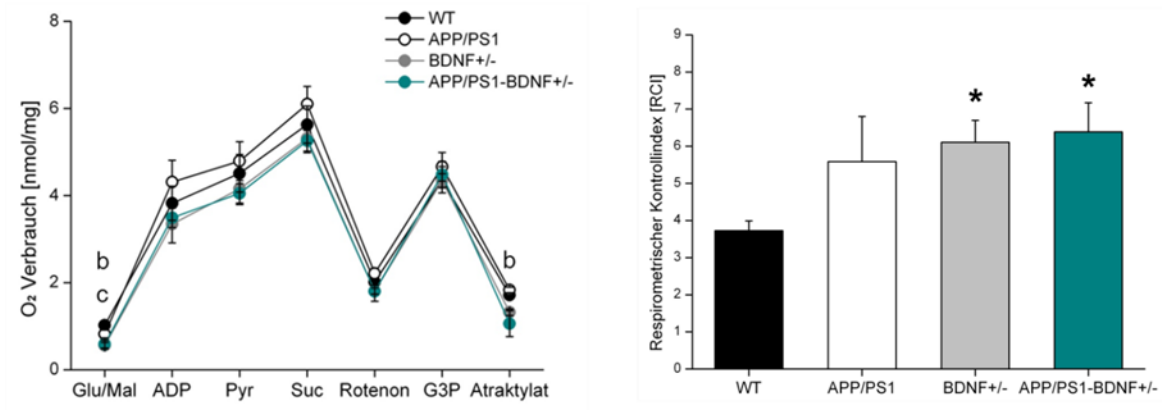 WT
APP/PS1
BDNF+/-
APP/PS1-BDNF+/-
O₂ Verbrauch [nmol/mg]
8
6
4
2
0
b
c
b
Glu/Mal ADP Pyr Suc Rotenon G3P Atraktylat
Respirometrischer Kontrollindex [RCI]
9
8
7
6
5
4
3
2
1
0
*
*
WT APP/PS1 BDNF+/- APP/PS1-BDNF+/-